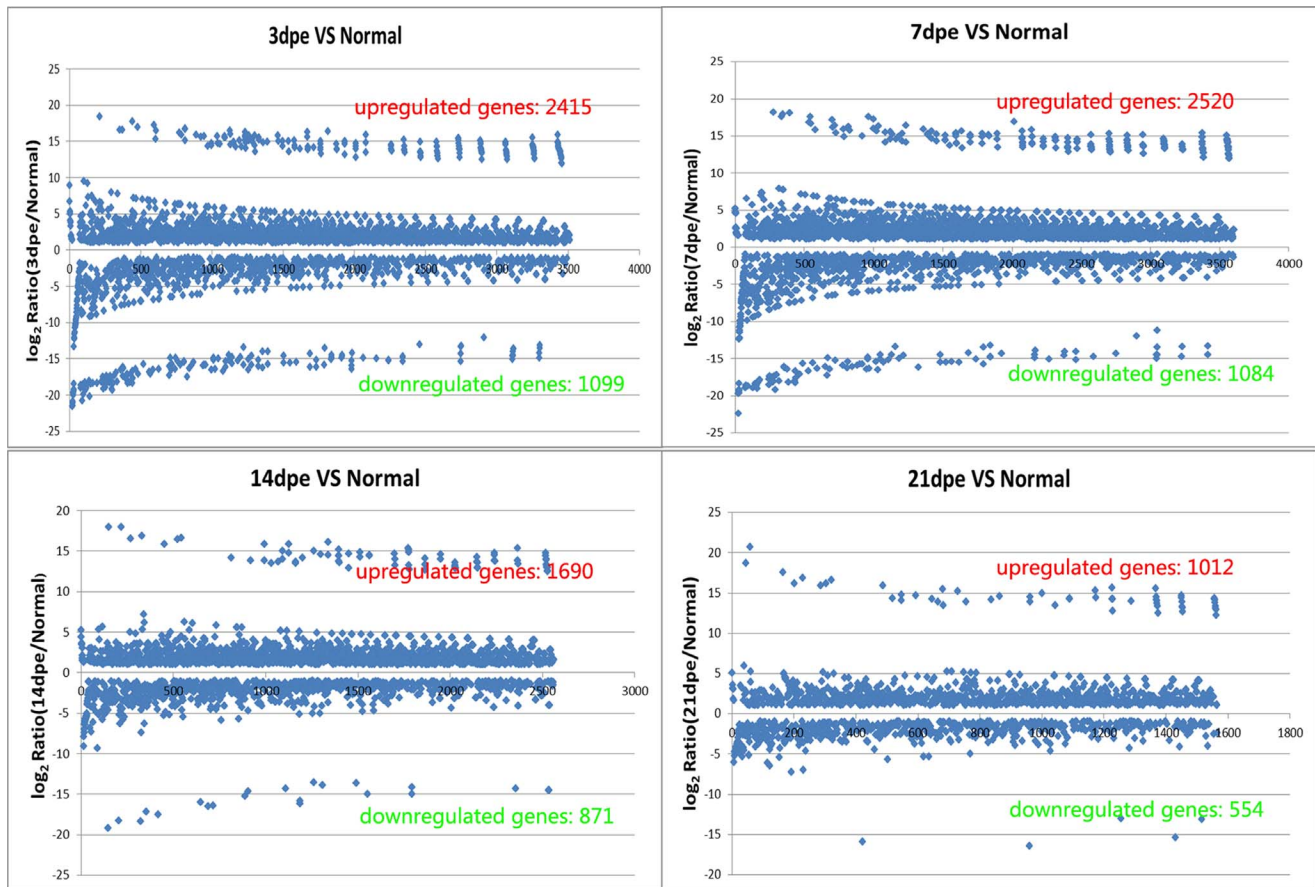 3dpe VS Normal
log2 Ratio(3dpe/Normal)
25
20
15
10
5
0
-5
-10
-15
-20
-25
0 500 1000 1500 2000 2500 3000 3500 4000
upregulated genes: 2415
downregulated genes: 1099
7dpe VS Normal
log2 Ratio(7dpe/Normal)
25
20
15
10
5
0
-5
-10
-15
-20
-25
0 500 1000 1500 2000 2500 3000 3500 4000
upregulated genes: 2520
downregulated genes: 1084
14dpe VS Normal
log2 Ratio(14dpe/Normal)
20
15
10
5
0
-5
-10
-15
-20
-25
0 500 1000 1500 2000 2500 3000
upregulated genes: 1690
downregulated genes: 871
21dpe VS Normal
log2 Ratio(21dpe/Normal)
25
20
15
10
5
0
-5
-10
-15
-20
0 200 400 600 800 1000 1200 1400 1600 1800
upregulated genes: 1012
downregulated genes: 554